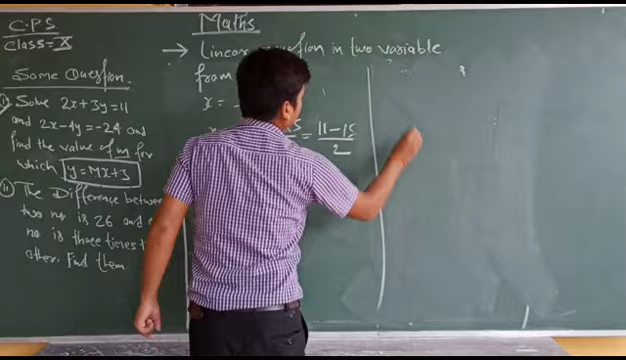 C.P.S
Class = X
Some Question.
i) Solve 2x+3y=11
and 2x-4y=-24 and
find the value of m for
which y=mx+3
ii) The Difference between
two no is 26 and
no is three times
other. Find them
Maths
→ Linear in two variable
from
x =
= 11-15
2